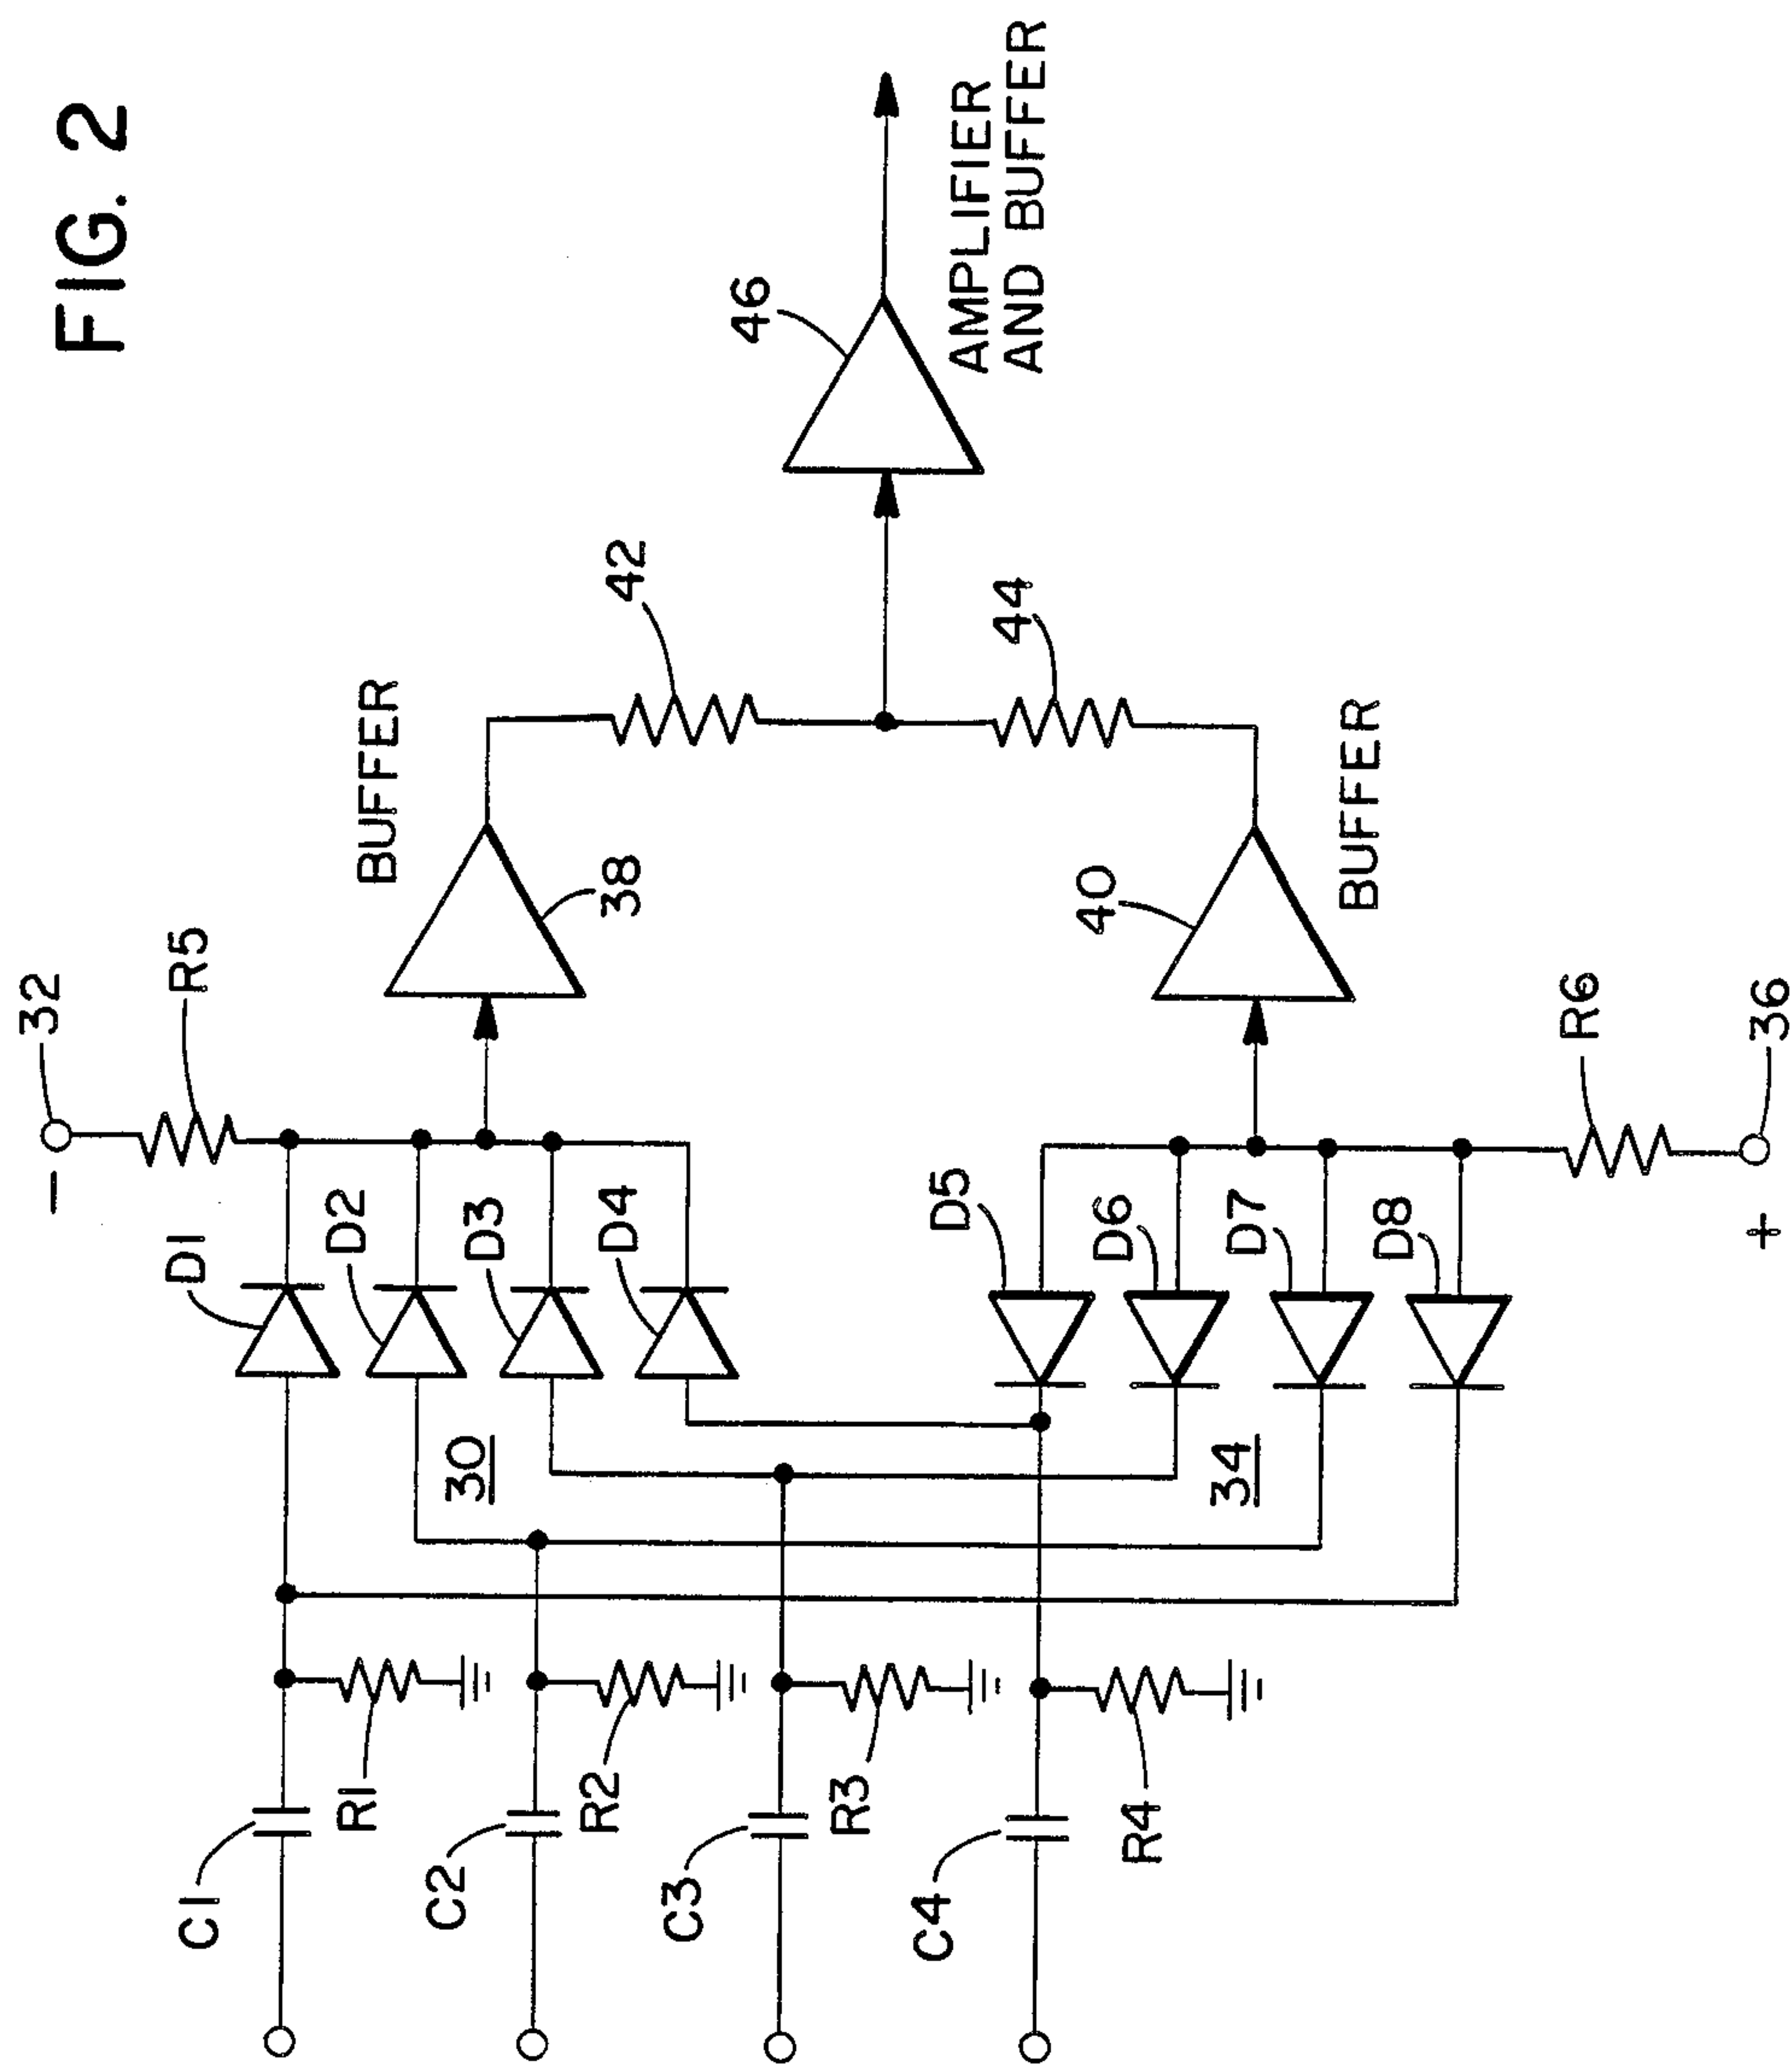 FIG. 2
32
−
R5
D1
D2
D3
D4
30
BUFFER
38
42
46
AMPLIFIER
AND BUFFER
44
C1
R1
C2
R2
C3
R3
C4
R4
D5
D6
D7
D8
34
40
BUFFER
R6
+
36